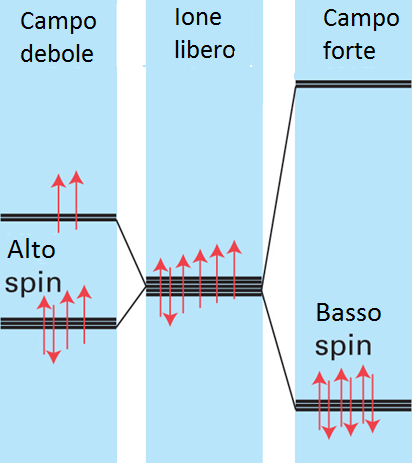 Campo
debole
Ione
libero
Campo
forte
Alto
spin
Basso
spin